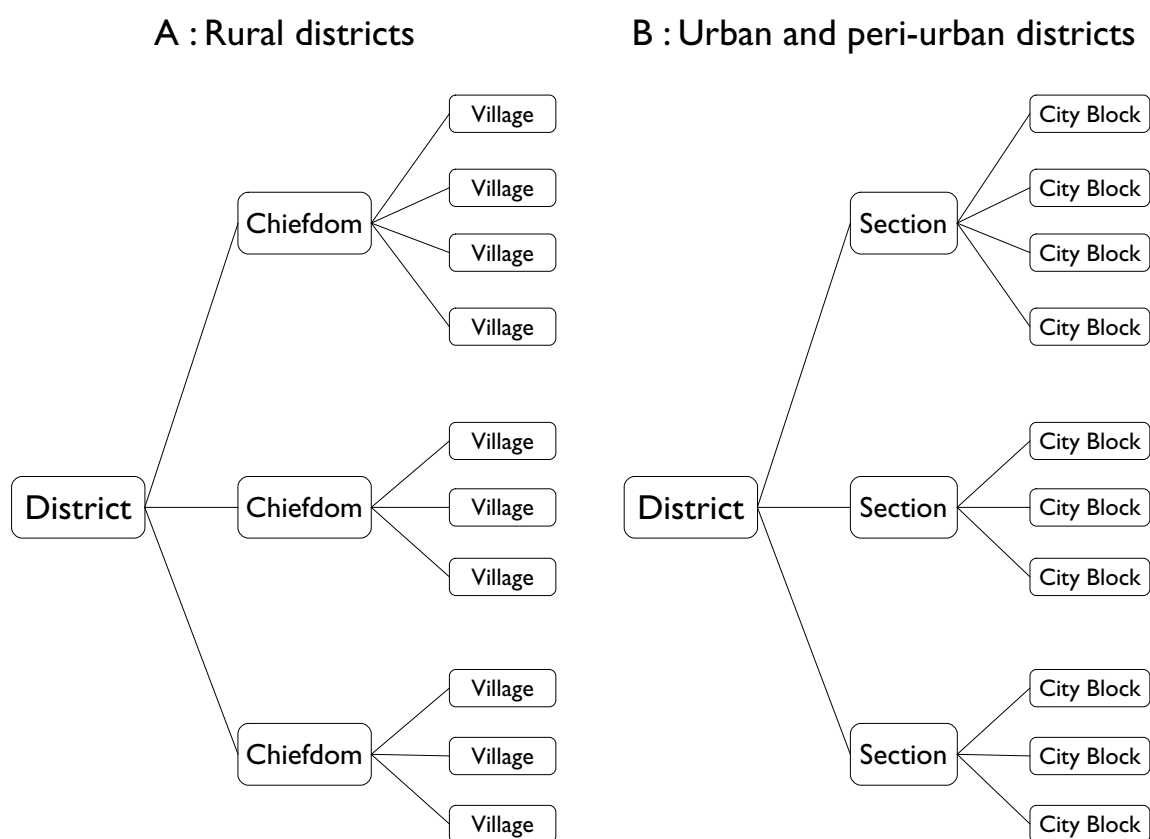 A : Rural districts
Village
Village
Chiefdom
Village
Village
Village
District
Chiefdom
Village
Village
Village
Chiefdom
Village
Village
B : Urban and peri-urban districts
City Block
City Block
Section
City Block
City Block
City Block
District
Section
City Block
City Block
City Block
Section
City Block
City Block